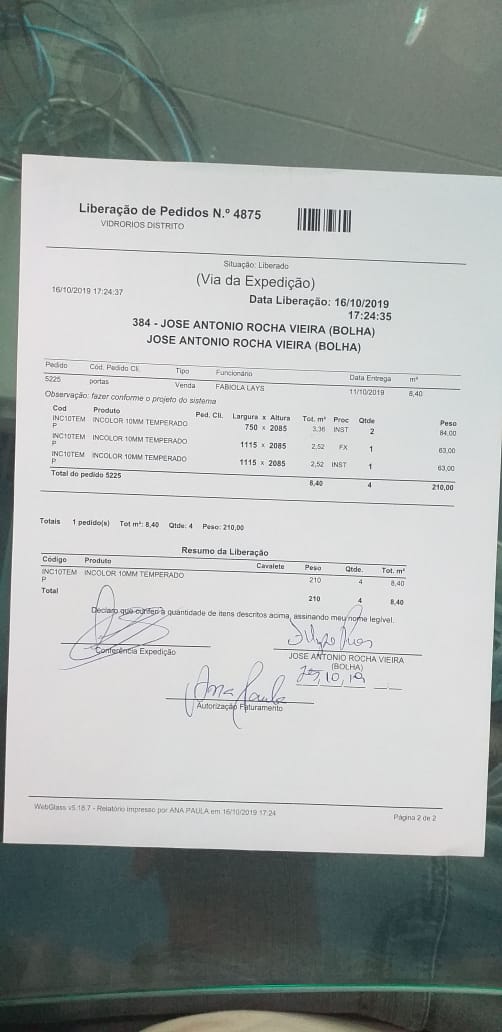 Liberação de Pedidos N.º 4875
VIDRORIOS DISTRITO
Situação: Liberado
(Via da Expedição)
16/10/2019 17:24:37
Data Liberação: 16/10/2019
17:24:35
384 - JOSE ANTONIO ROCHA VIEIRA (BOLHA)
JOSE ANTONIO ROCHA VIEIRA (BOLHA)
Pedido Cód. Pedido Cli. Tipo Funcionário Data Entrega m²
5225 portas Venda FABIOLA LAYS 11/10/2019 8,40
Observação: fazer conforme o projeto do sistema
Cod Produto Ped. Cli. Largura x Altura Tot. m² Proc Qtde Peso
INC10TEM INCOLOR 10MM TEMPERADO 750 x 2085 3,36 INST 2 84,00
P
INC10TEM INCOLOR 10MM TEMPERADO 1115 x 2085 2,52 FX 1 63,00
P
INC10TEM INCOLOR 10MM TEMPERADO 1115 x 2085 2,52 INST 1 63,00
P
Total do pedido 5225 8,40 4 210,00
Totais 1 pedido(s) Tot m²: 8,40 Qtde: 4 Peso: 210,00
Resumo da Liberação
Código Produto Cavalete Peso Qtde. Tot. m²
INC10TEM INCOLOR 10MM TEMPERADO 210 4 8,40
P
Total 210 4 8,40
Declaro que conferi a quantidade de itens descritos acima, assinando meu nome legível.
Conferência Expedição
JOSE ANTONIO ROCHA VIEIRA
(BOLHA)
10, 19
Ana Paula
Autorização Faturamento
WebGlass v5.18.7 - Relatório Impresso por ANA PAULA em 16/10/2019 17:24
Página 2 de 2